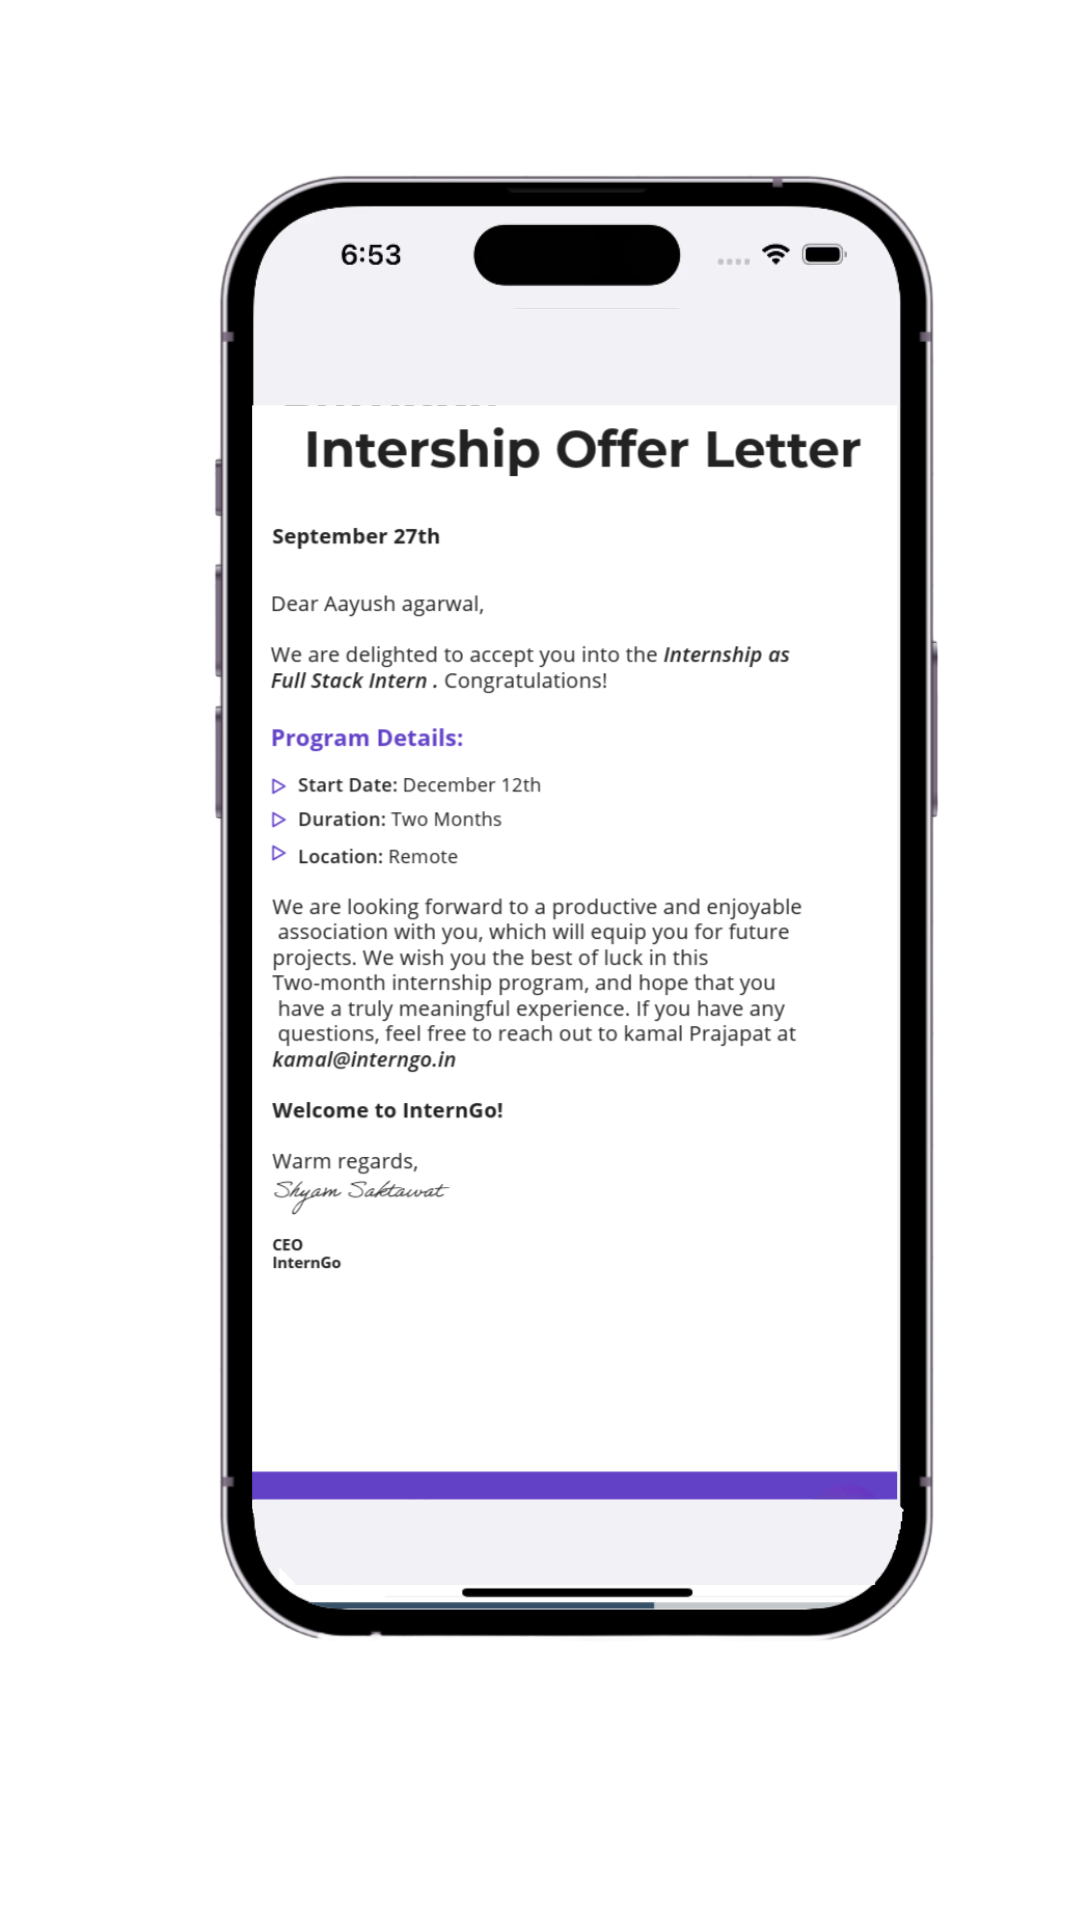 6:53
Intership Offer Letter
September 27th
Dear Aayush agarwal,
We are delighted to accept you into the Internship as
Full Stack Intern . Congratulations!
Program Details:
Start Date: December 12th
Duration: Two Months
Location: Remote
We are looking forward to a productive and enjoyable
association with you, which will equip you for future
projects. We wish you the best of luck in this
Two-month internship program, and hope that you
have a truly meaningful experience. If you have any
questions, feel free to reach out to kamal Prajapat at
kamal@interngo.in
Welcome to InternGo!
Warm regards,
Shyam Saktawat
CEO
InternGo